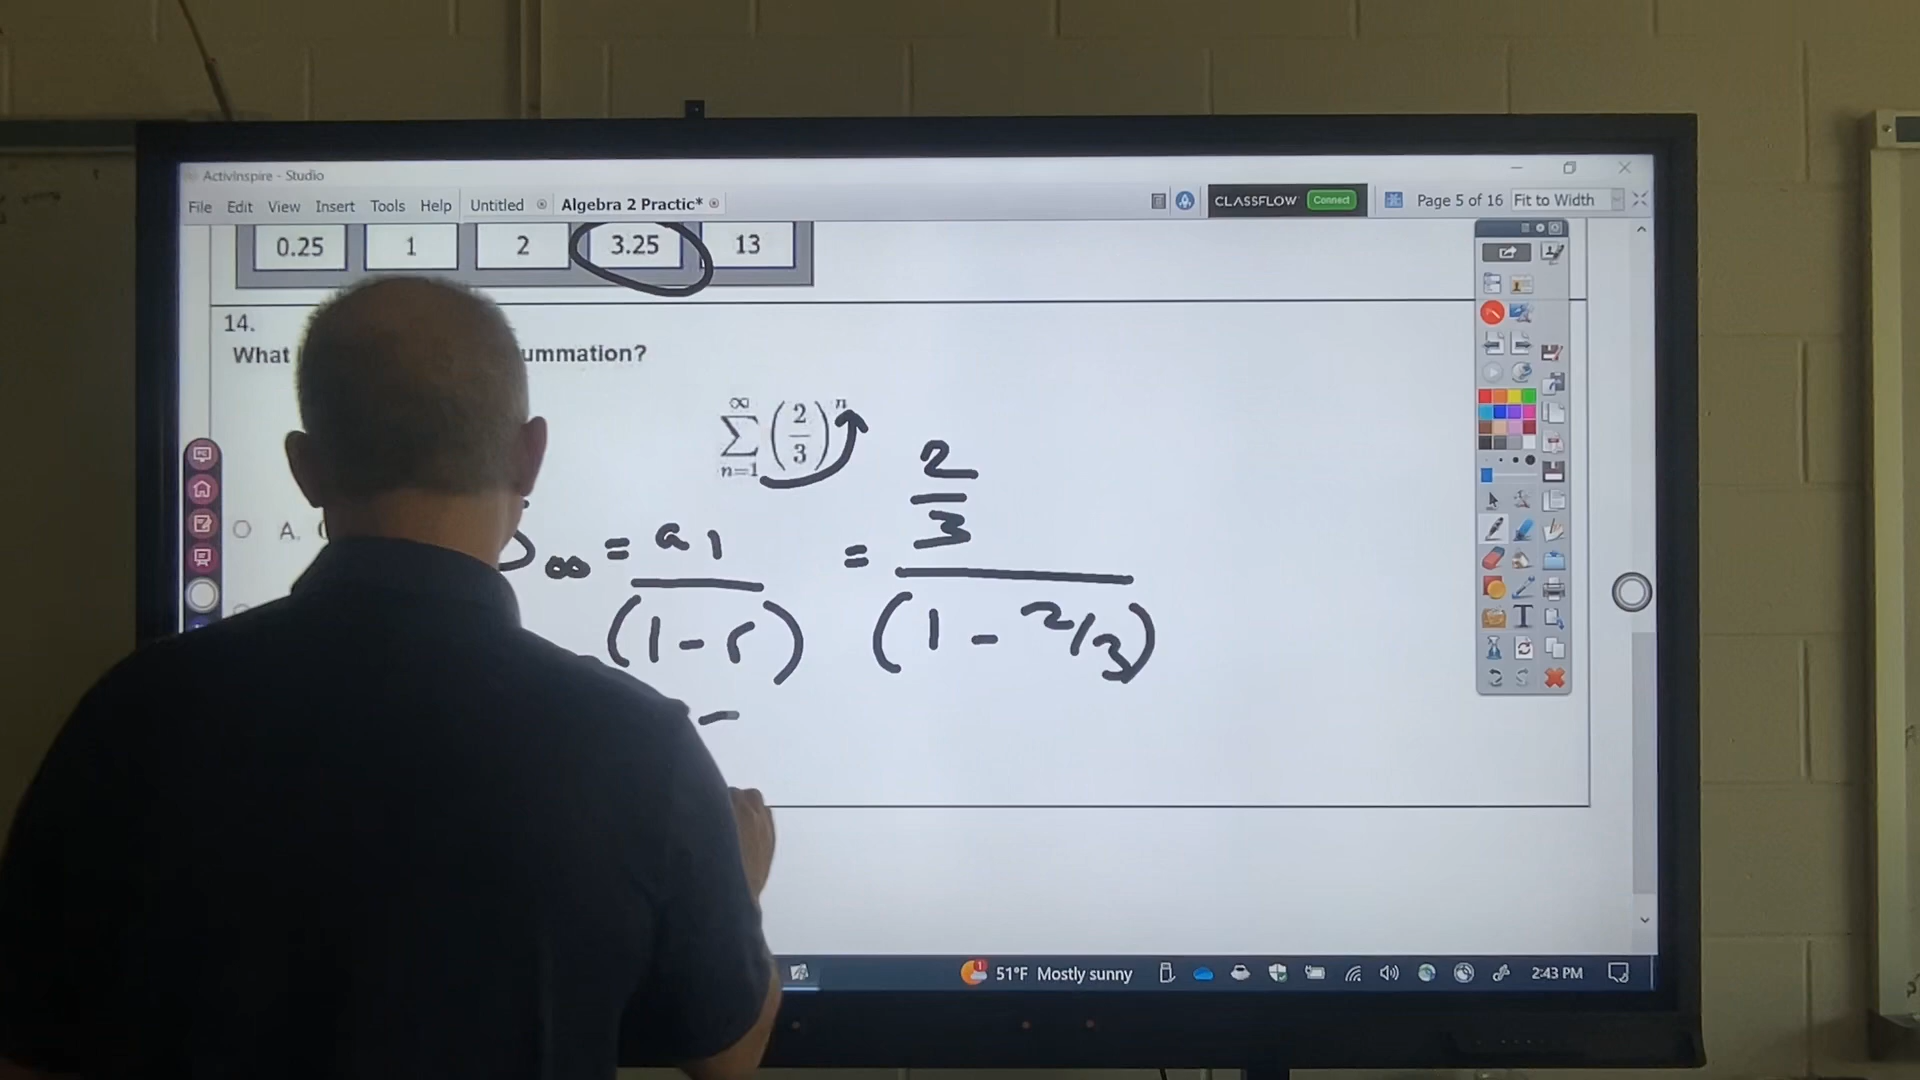 ActivInspire - Studio
File Edit View Insert Tools Help Untitled Algebra 2 Practic* CLASSFLOW Connect Page 5 of 16 Fit to Width
0.25 1 2 3.25 13
14.
What ummation?
∞
∑ (2/3)^n
n=1
A.
∞ = a1/(1-r) = (2/3)/(1-2/3)
T
1 51°F Mostly sunny 2:43 PM